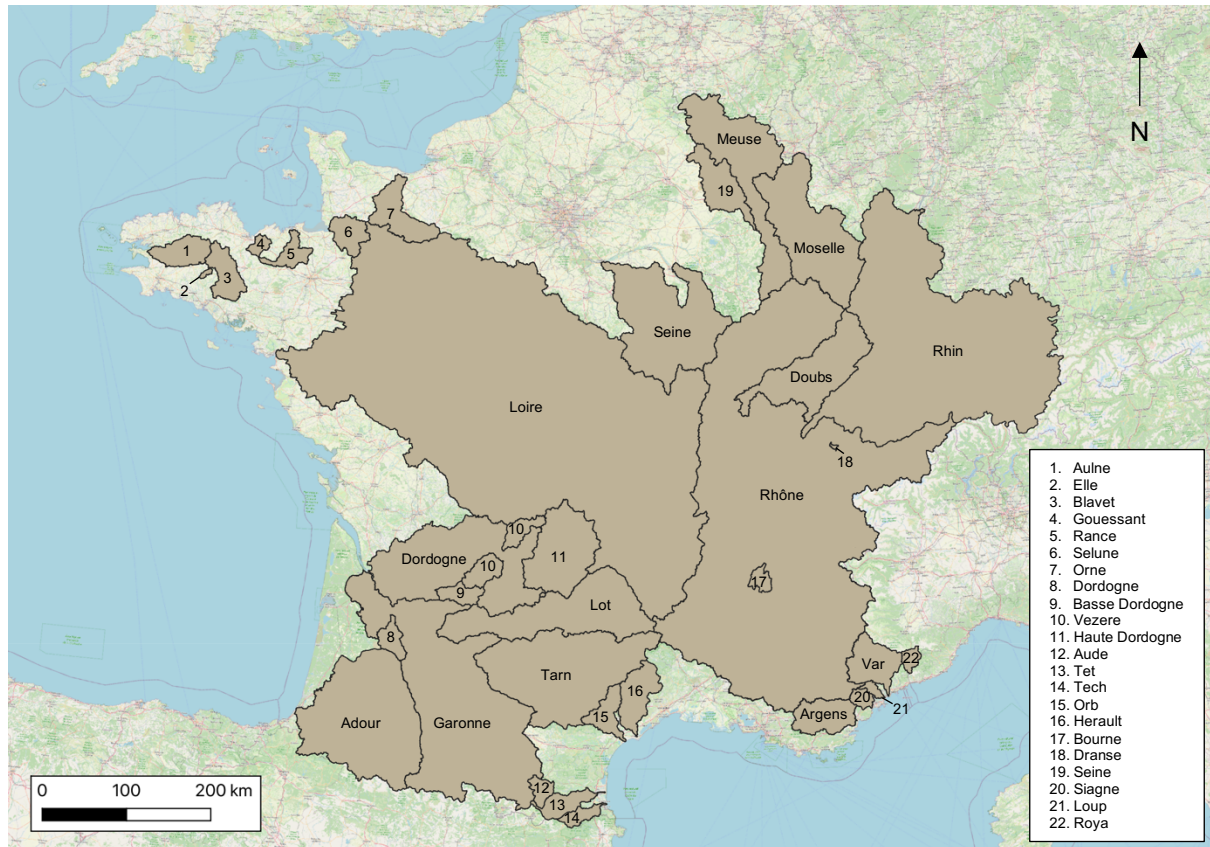 N
Meuse
19
Moselle
7
6
1
4
5
2
3
Seine
Rhin
Doubs
Loire
18
Rhône
10
Dordogne
10
11
9
17
Lot
8
Var
22
Tarn
16
20
21
15
Argens
Adour
Garonne
12
13
14
0 100 200 km
1. Aulne
2. Elle
3. Blavet
4. Gouessant
5. Rance
6. Selune
7. Orne
8. Dordogne
9. Basse Dordogne
10. Vezere
11. Haute Dordogne
12. Aude
13. Tet
14. Tech
15. Orb
16. Herault
17. Bourne
18. Dranse
19. Seine
20. Siagne
21. Loup
22. Roya